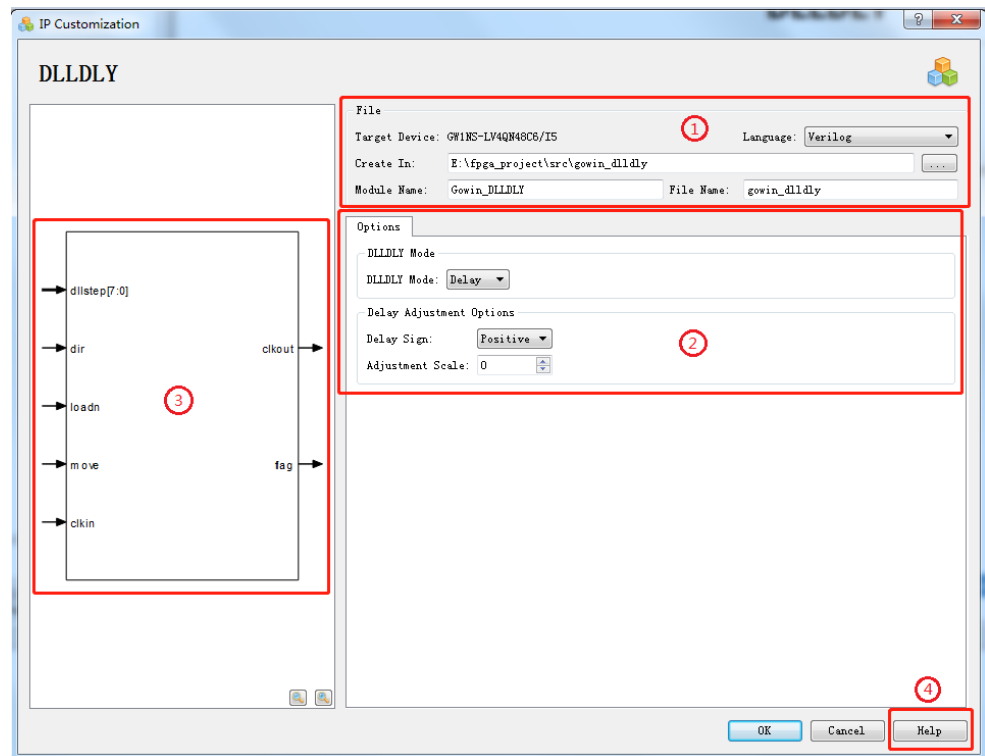 IP Customization
DLLDLY
File
Target Device: GW1NS-LV4QN48C6/I5
Language: Verilog
①
Create In: E:\fpga_project\src\gowin_dlldly ...
Module Name: Gowin_DLLDLY File Name: gowin_dlldly
Options
DLLDLY Mode
DLLDLY Mode: Delay
Delay Adjustment Options
Delay Sign: Positive
Adjustment Scale: 0
②
dllstep[7:0]
dir clkout
loadn
③
move fag
clkin
④
OK Cancel Help